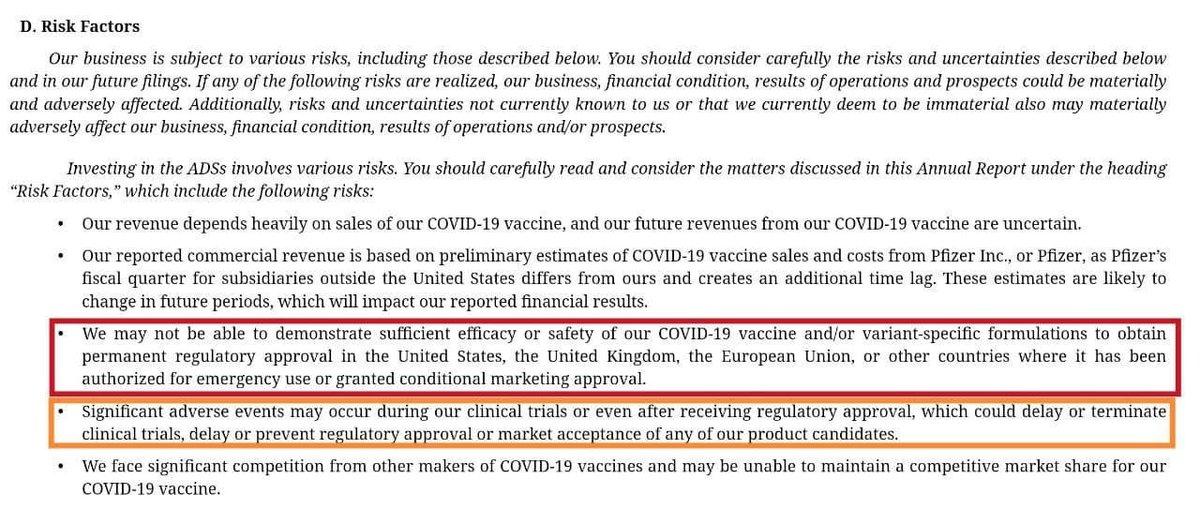 D. Risk Factors
Our business is subject to various risks, including those described below. You should consider carefully the risks and uncertainties described below
and in our future filings. If any of the following risks are realized, our business, financial condition, results of operations and prospects could be materially
and adversely affected. Additionally, risks and uncertainties not currently known to us or that we currently deem to be immaterial also may materially
adversely affect our business, financial condition, results of operations and/or prospects.
Investing in the ADSs involves various risks. You should carefully read and consider the matters discussed in this Annual Report under the heading
“Risk Factors,” which include the following risks:
• Our revenue depends heavily on sales of our COVID-19 vaccine, and our future revenues from our COVID-19 vaccine are uncertain.
• Our reported commercial revenue is based on preliminary estimates of COVID-19 vaccine sales and costs from Pfizer Inc., or Pfizer, as Pfizer’s
fiscal quarter for subsidiaries outside the United States differs from ours and creates an additional time lag. These estimates are likely to
change in future periods, which will impact our reported financial results.
• We may not be able to demonstrate sufficient efficacy or safety of our COVID-19 vaccine and/or variant-specific formulations to obtain
permanent regulatory approval in the United States, the United Kingdom, the European Union, or other countries where it has been
authorized for emergency use or granted conditional marketing approval.
• Significant adverse events may occur during our clinical trials or even after receiving regulatory approval, which could delay or terminate
clinical trials, delay or prevent regulatory approval or market acceptance of any of our product candidates.
• We face significant competition from other makers of COVID-19 vaccines and may be unable to maintain a competitive market share for our
COVID-19 vaccine.